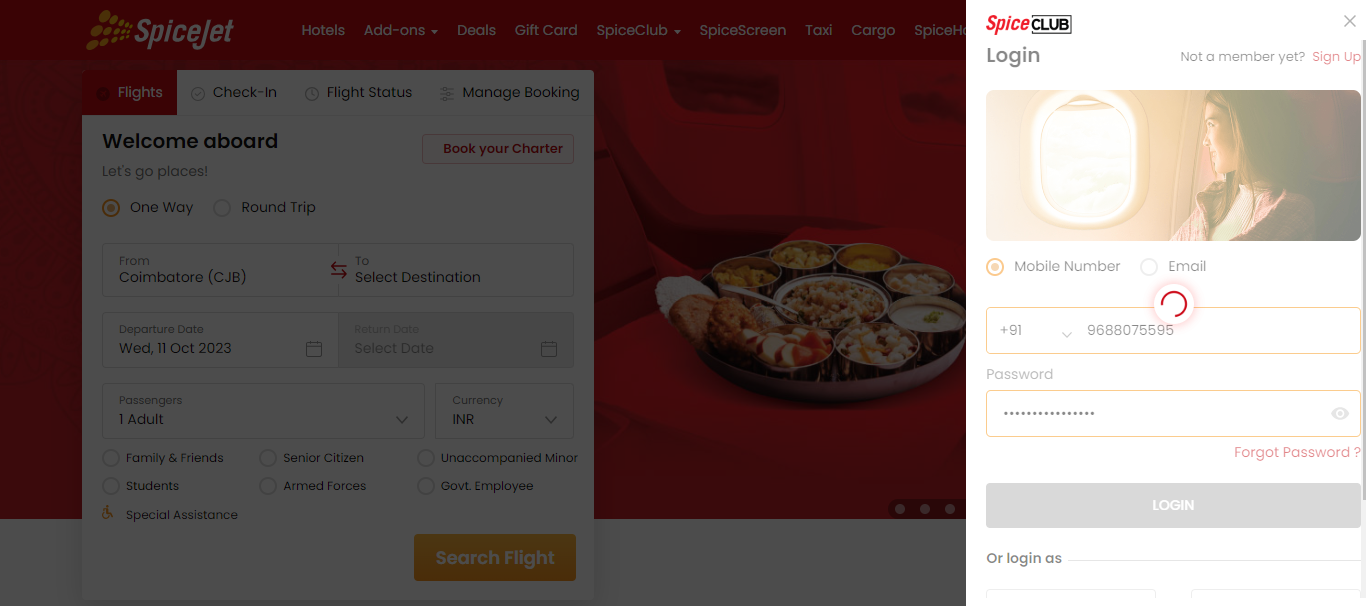 SpiceJet
Hotels Add-ons Deals Gift Card SpiceClub SpiceScreen Taxi Cargo SpiceHo
Flights Check-In Flight Status Manage Booking
Welcome aboard
Book your Charter
Let's go places!
One Way Round Trip
From To
Coimbatore (CJB) Select Destination
Departure Date Return Date
Wed, 11 Oct 2023 Select Date
Passengers Currency
1 Adult INR
Family & Friends Senior Citizen Unaccompanied Minor
Students Armed Forces Govt. Employee
Special Assistance
Search Flight
SpiceCLUB
Login
Not a member yet? Sign Up
Mobile Number Email
+91 9688075595
Password
••••••••••••••••
Forgot Password ?
LOGIN
Or login as